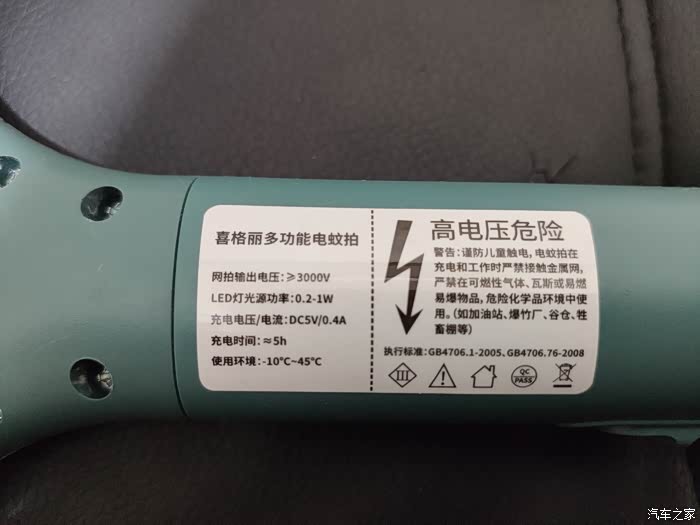 喜格丽多功能电蚊拍
网拍输出电压：≥3000V
LED灯光源功率：0.2-1W
充电电压/电流：DC5V/0.4A
充电时间：≈5h
使用环境：-10℃~45℃
高电压危险
警告：谨防儿童触电，电蚊拍在
充电和工作时严禁接触金属网，
严禁在可燃性气体、瓦斯或易燃
易爆物品，危险化学品环境中使
用。（如加油站、爆竹厂、谷仓、牲
畜棚等）
执行标准：GB4706.1-2005、GB4706.76-2008
III
QC
PASS
汽车之家